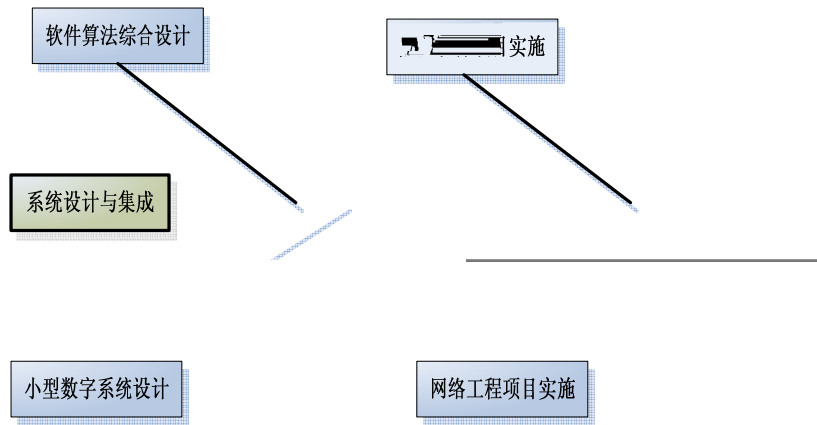 软件算法综合设计
实施
系统设计与集成
小型数字系统设计
网络工程项目实施